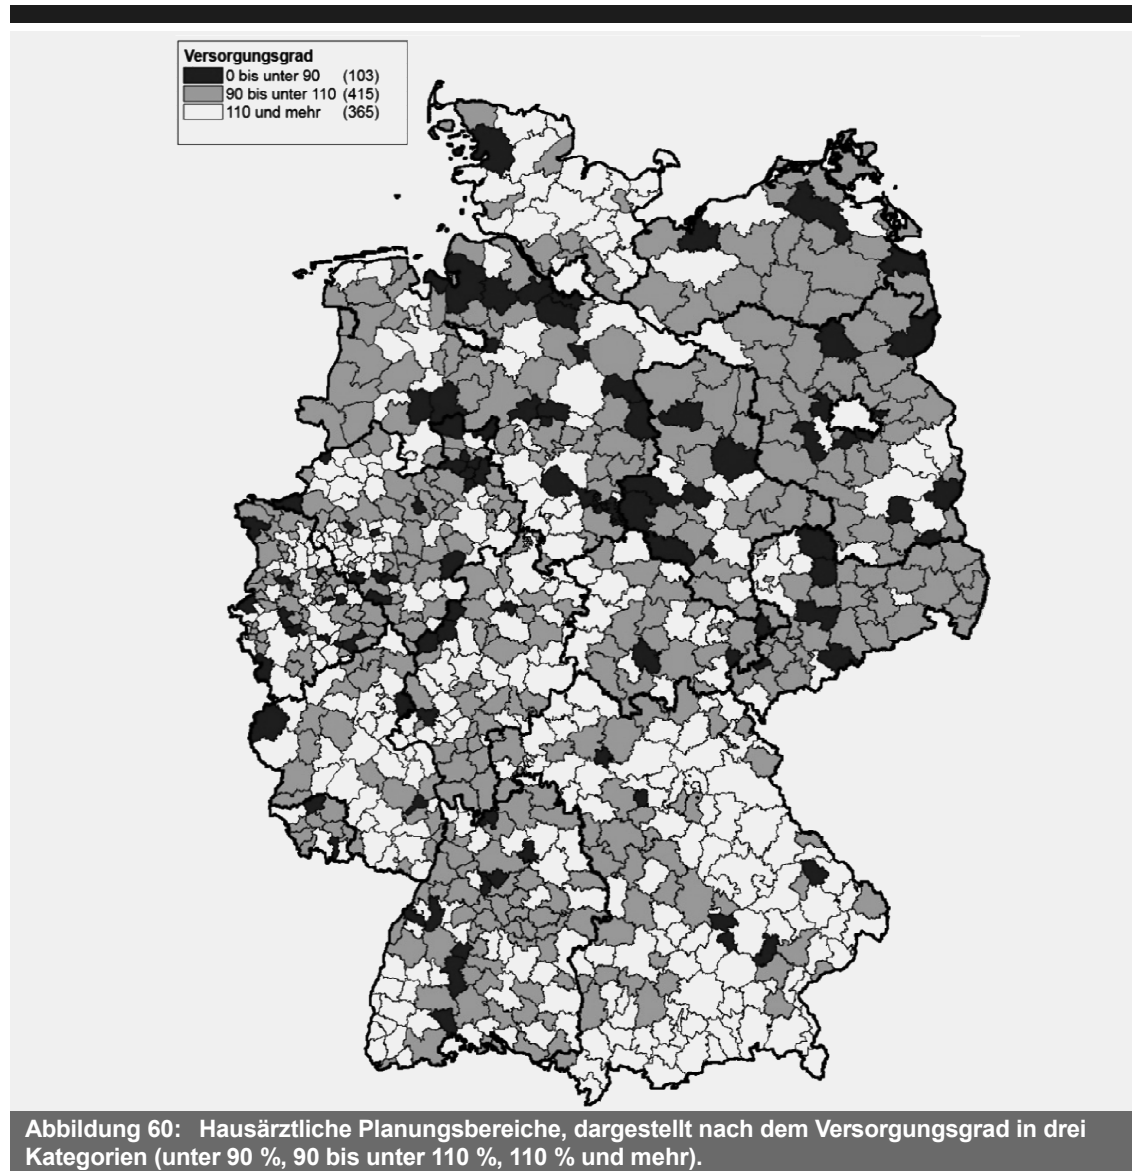 Versorgungsgrad
0 bis unter 90 (103)
90 bis unter 110 (415)
110 und mehr (365)
Abbildung 60: Hausärztliche Planungsbereiche, dargestellt nach dem Versorgungsgrad in drei
Kategorien (unter 90 %, 90 bis unter 110 %, 110 % und mehr).